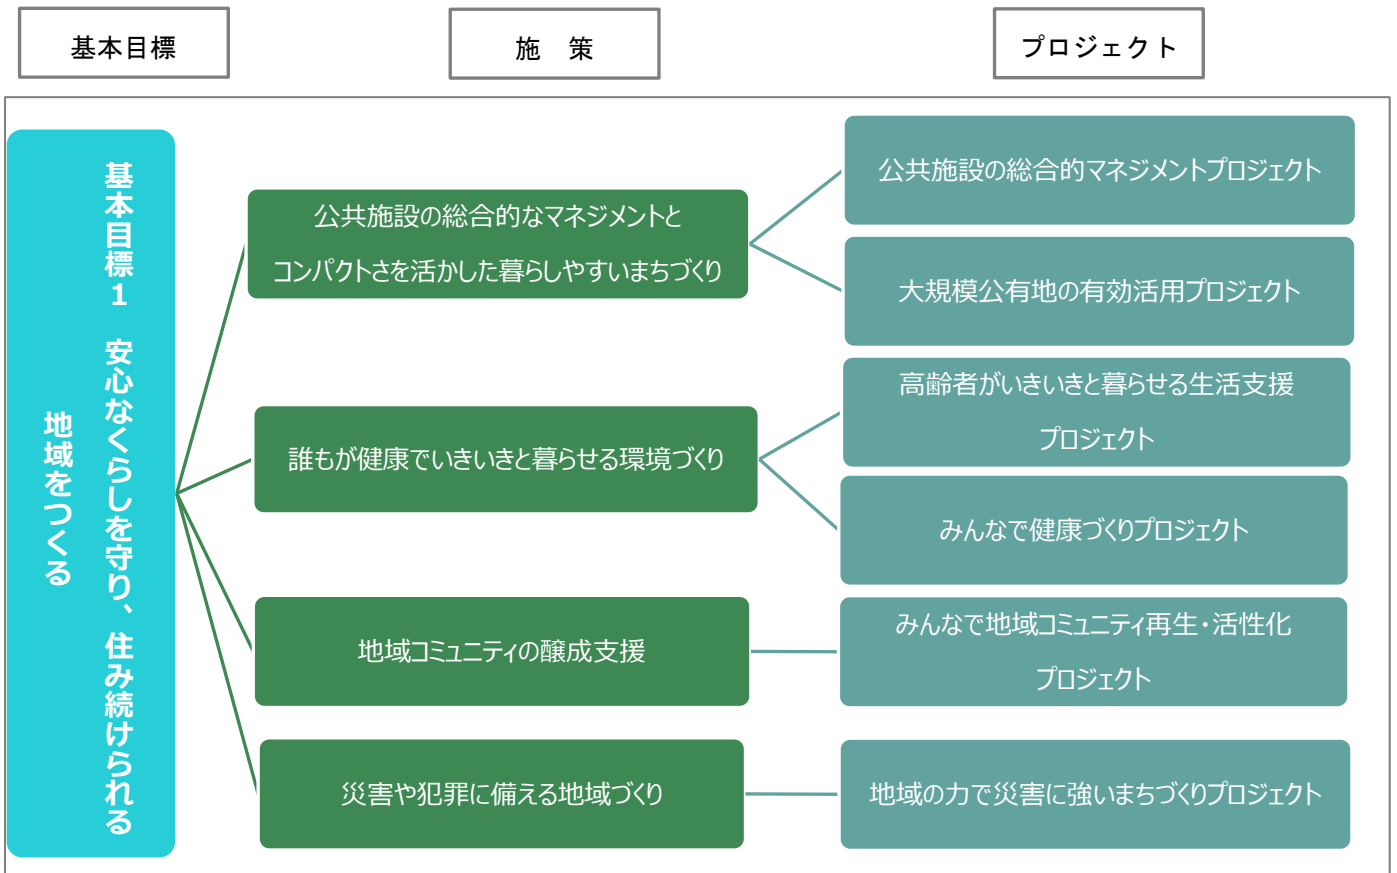 基本目標
施　策
プロジェクト
基本目標１　安心なくらしを守り、住み続けられる
地域をつくる
公共施設の総合的なマネジメントと
コンパクトさを活かした暮らしやすいまちづくり
公共施設の総合的マネジメントプロジェクト
大規模公有地の有効活用プロジェクト
誰もが健康でいきいきと暮らせる環境づくり
高齢者がいきいきと暮らせる生活支援
プロジェクト
みんなで健康づくりプロジェクト
地域コミュニティの醸成支援
みんなで地域コミュニティ再生・活性化
プロジェクト
災害や犯罪に備える地域づくり
地域の力で災害に強いまちづくりプロジェクト